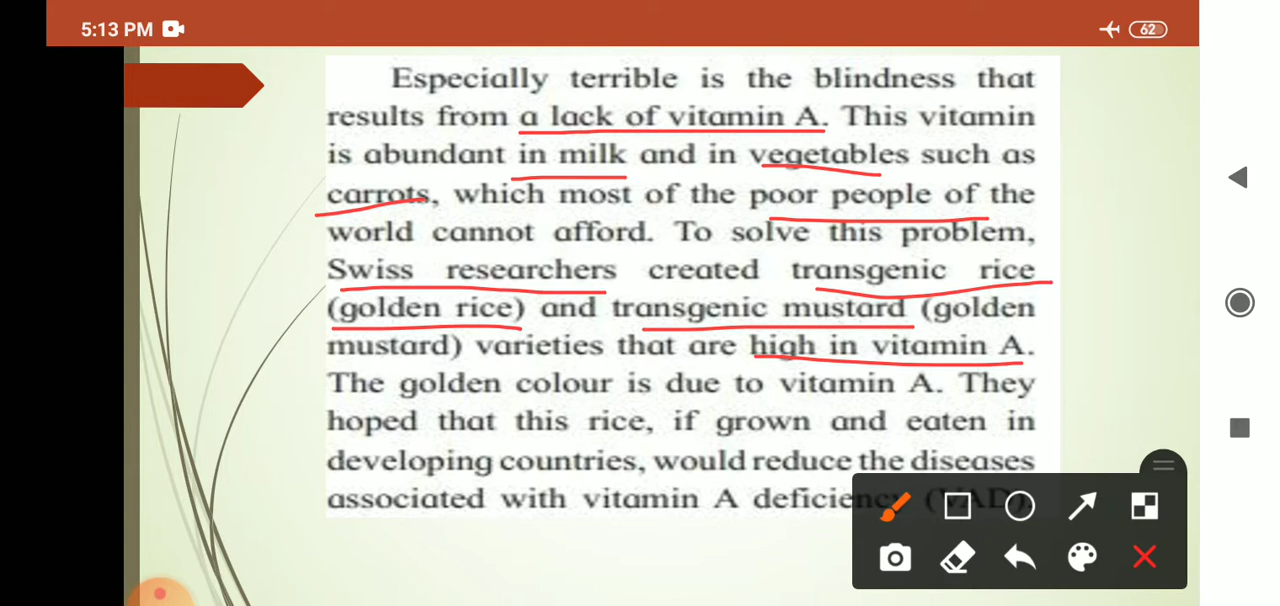 5:13 PM
62
Especially terrible is the blindness that
results from a lack of vitamin A. This vitamin
is abundant in milk and in vegetables such as
carrots, which most of the poor people of the
world cannot afford. To solve this problem,
Swiss researchers created transgenic rice
(golden rice) and transgenic mustard (golden
mustard) varieties that are high in vitamin A.
The golden colour is due to vitamin A. They
hoped that this rice, if grown and eaten in
developing countries, would reduce the diseases
associated with vitamin A deficiency (VAD).